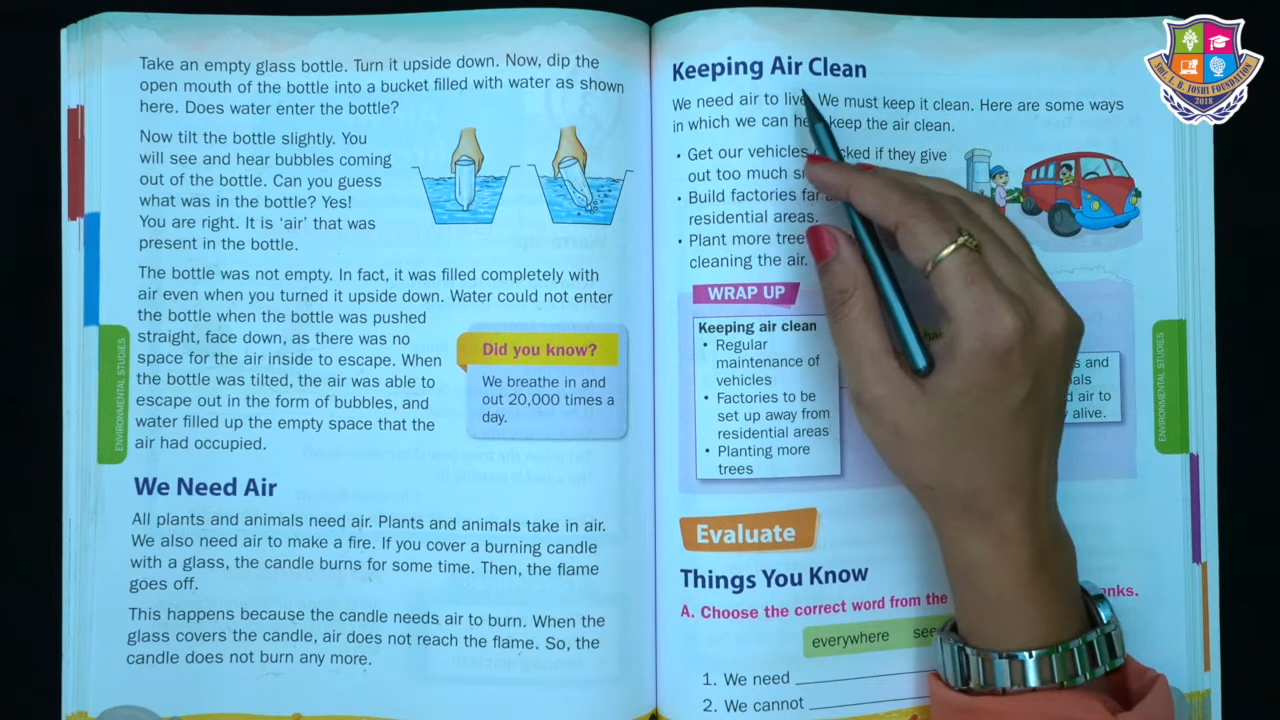 Take an empty glass bottle. Turn it upside down. Now, dip the
open mouth of the bottle into a bucket filled with water as shown
here. Does water enter the bottle?
Now tilt the bottle slightly. You
will see and hear bubbles coming
out of the bottle. Can you guess
what was in the bottle? Yes!
You are right. It is ‘air’ that was
present in the bottle.
The bottle was not empty. In fact, it was filled completely with
air even when you turned it upside down. Water could not enter
the bottle when the bottle was pushed
straight, face down, as there was no
space for the air inside to escape. When
the bottle was tilted, the air was able to
escape out in the form of bubbles, and
water filled up the empty space that the
air had occupied.
Did you know?
We breathe in and
out 20,000 times a
day.
ENVIRONMENTAL STUDIES
We Need Air
All plants and animals need air. Plants and animals take in air.
We also need air to make a fire. If you cover a burning candle
with a glass, the candle burns for some time. Then, the flame
goes off.
This happens because the candle needs air to burn. When the
glass covers the candle, air does not reach the flame. So, the
candle does not burn any more.
Keeping Air Clean
We need air to live. We must keep it clean. Here are some ways
in which we can keep the air clean.
• Get our vehicles if they give
out too much
• Build factories
residential areas.
• Plant more
cleaning the air.
WRAP UP
Keeping air clean
• Regular
maintenance of
vehicles
• Factories to be
set up away from
residential areas
• Planting more
trees
and
air to
alive.
ENVIRONMENTAL STUDIES
Evaluate
Things You Know
A. Choose the correct word from the
everywhere see
1. We need
2. We cannot
SMT. L. B. JOSHI FOUNDATION
2018